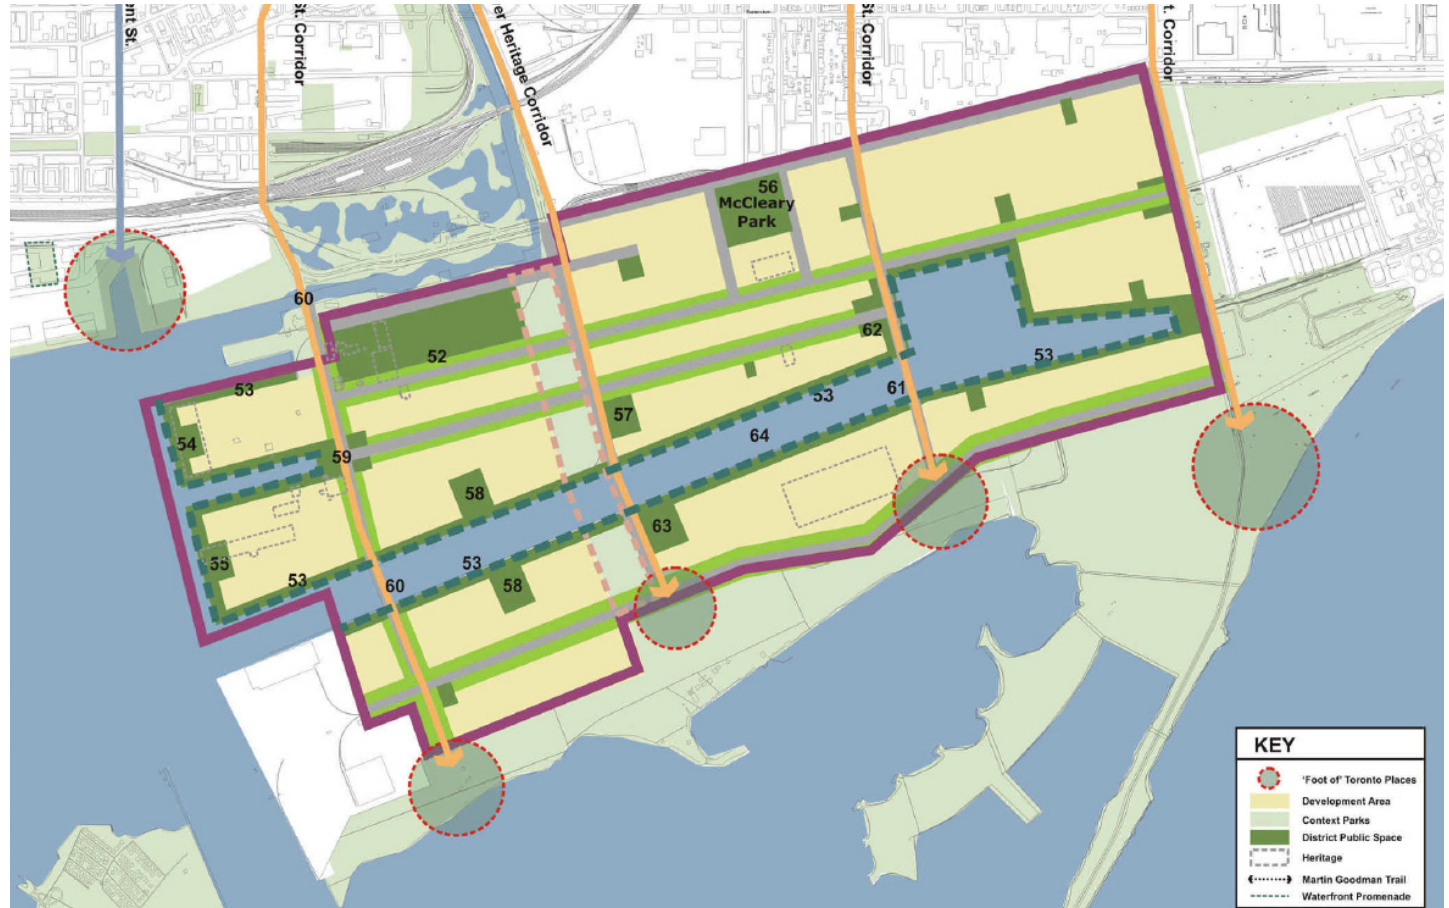 ent St.
St. Corridor
er Heritage Corridor
St. Corridor
t. Corridor
56
McCleary
Park
60
52
62
53
53
53
57
61
54
64
59
58
63
55
53
53
58
60
KEY
'Foot of' Toronto Places
Development Area
Context Parks
District Public Space
Heritage
Martin Goodman Trail
Waterfront Promenade